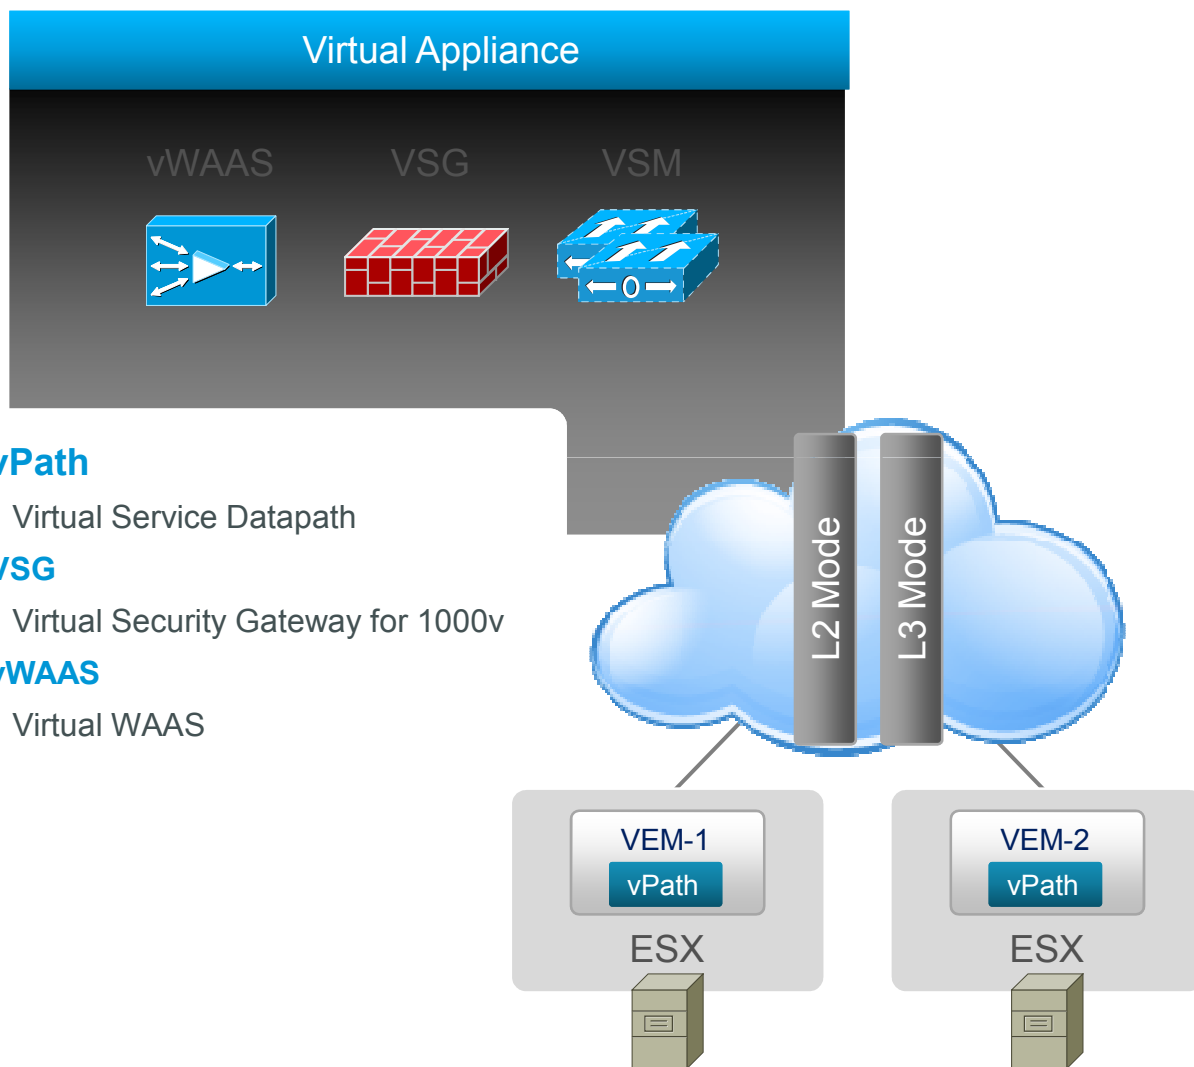 Virtual Appliance
vWAAS VSG VSM
vPath
Virtual Service Datapath
VSG
Virtual Security Gateway for 1000v
vWAAS
Virtual WAAS
L2 Mode
L3 Mode
VEM-1
vPath
ESX
VEM-2
vPath
ESX